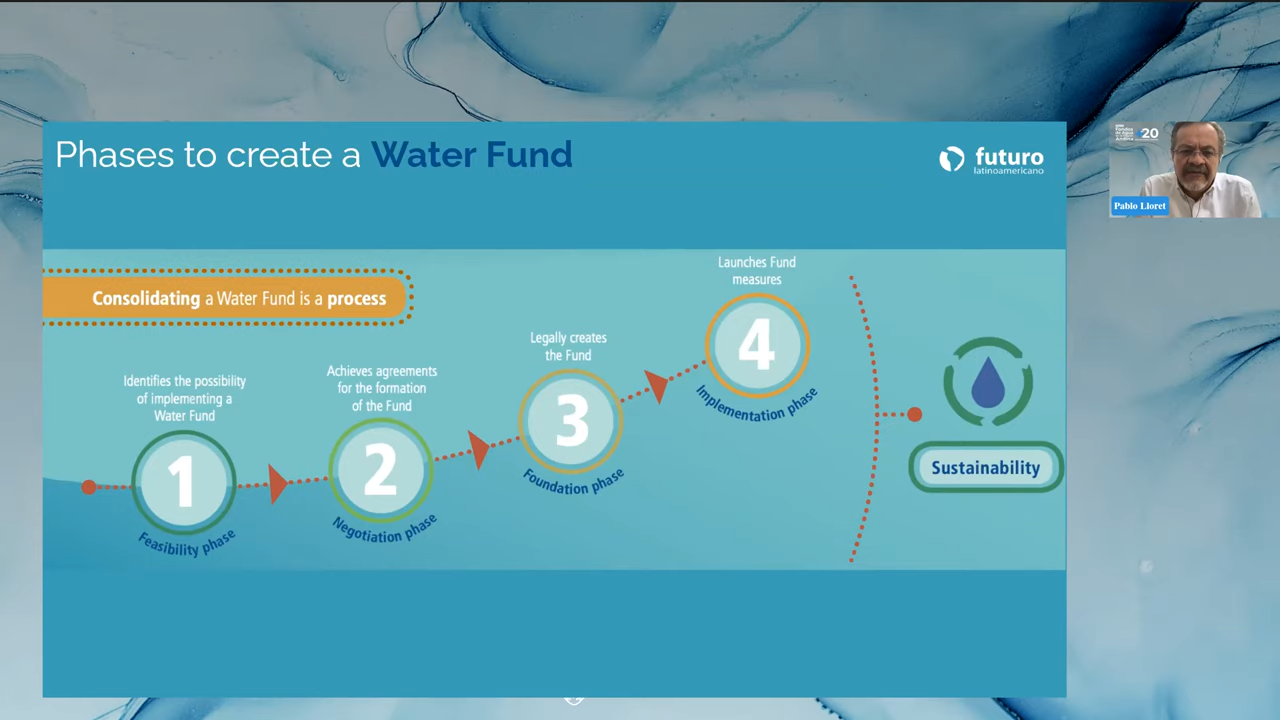 Phases to create a Water Fund
futuro
latinoamericano
Consolidating a Water Fund is a process
Identifies the possibility
of implementing a
Water Fund
1
Feasibility phase
Achieves agreements
for the formation
of the Fund
2
Negotiation phase
Legally creates
the Fund
3
Foundation phase
Launches Fund
measures
4
Implementation phase
Sustainability
20
Pablo Lloret